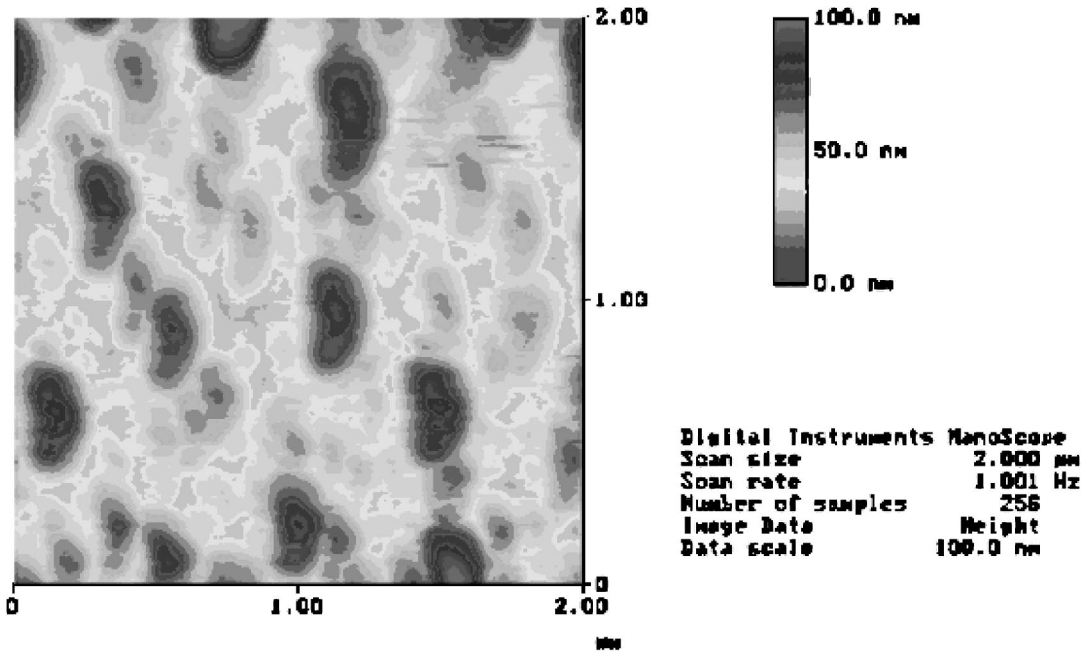 2.00
1.00
0
0 1.00 2.00
100.0 nm
50.0 nm
0.0 nm
Digital Instruments NanoScope
Scan size 2.000 µm
Scan rate 1.001 Hz
Number of samples 256
Image Data Height
Data scale 100.0 nm